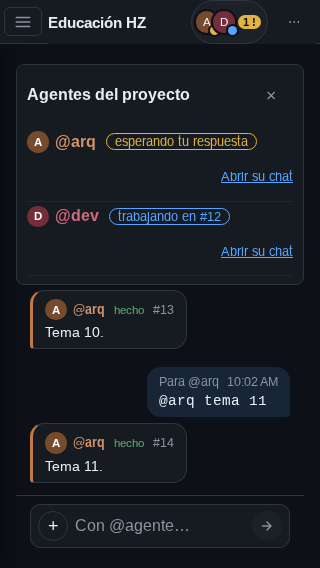 Educación HZ
A D 1 !
...
Agentes del proyecto ×
A @arq esperando tu respuesta
Abrir su chat
D @dev trabajando en #12
Abrir su chat
A @arq hecho #13
Tema 10.
Para @arq 10:02 AM
@arq tema 11
A @arq hecho #14
Tema 11.
+ Con @agente… →